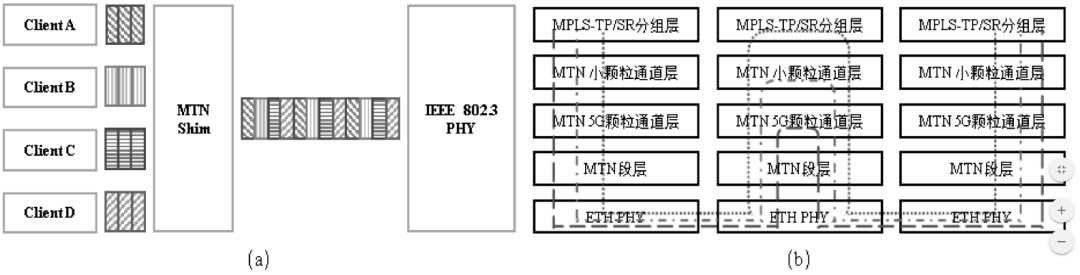 Client A
Client B
Client C
Client D
MTN
Shim
IEEE 802.3
PHY
(a)
MPLS-TP/SR分组层
MPLS-TP/SR分组层
MPLS-TP/SR分组层
MTN 小颗粒通道层
MTN 小颗粒通道层
MTN 小颗粒通道层
MTN 5G颗粒通道层
MTN 5G颗粒通道层
MTN 5G颗粒通道层
MTN段层
MTN段层
MTN段层
ETH PHY
ETH PHY
ETH PHY
(b)